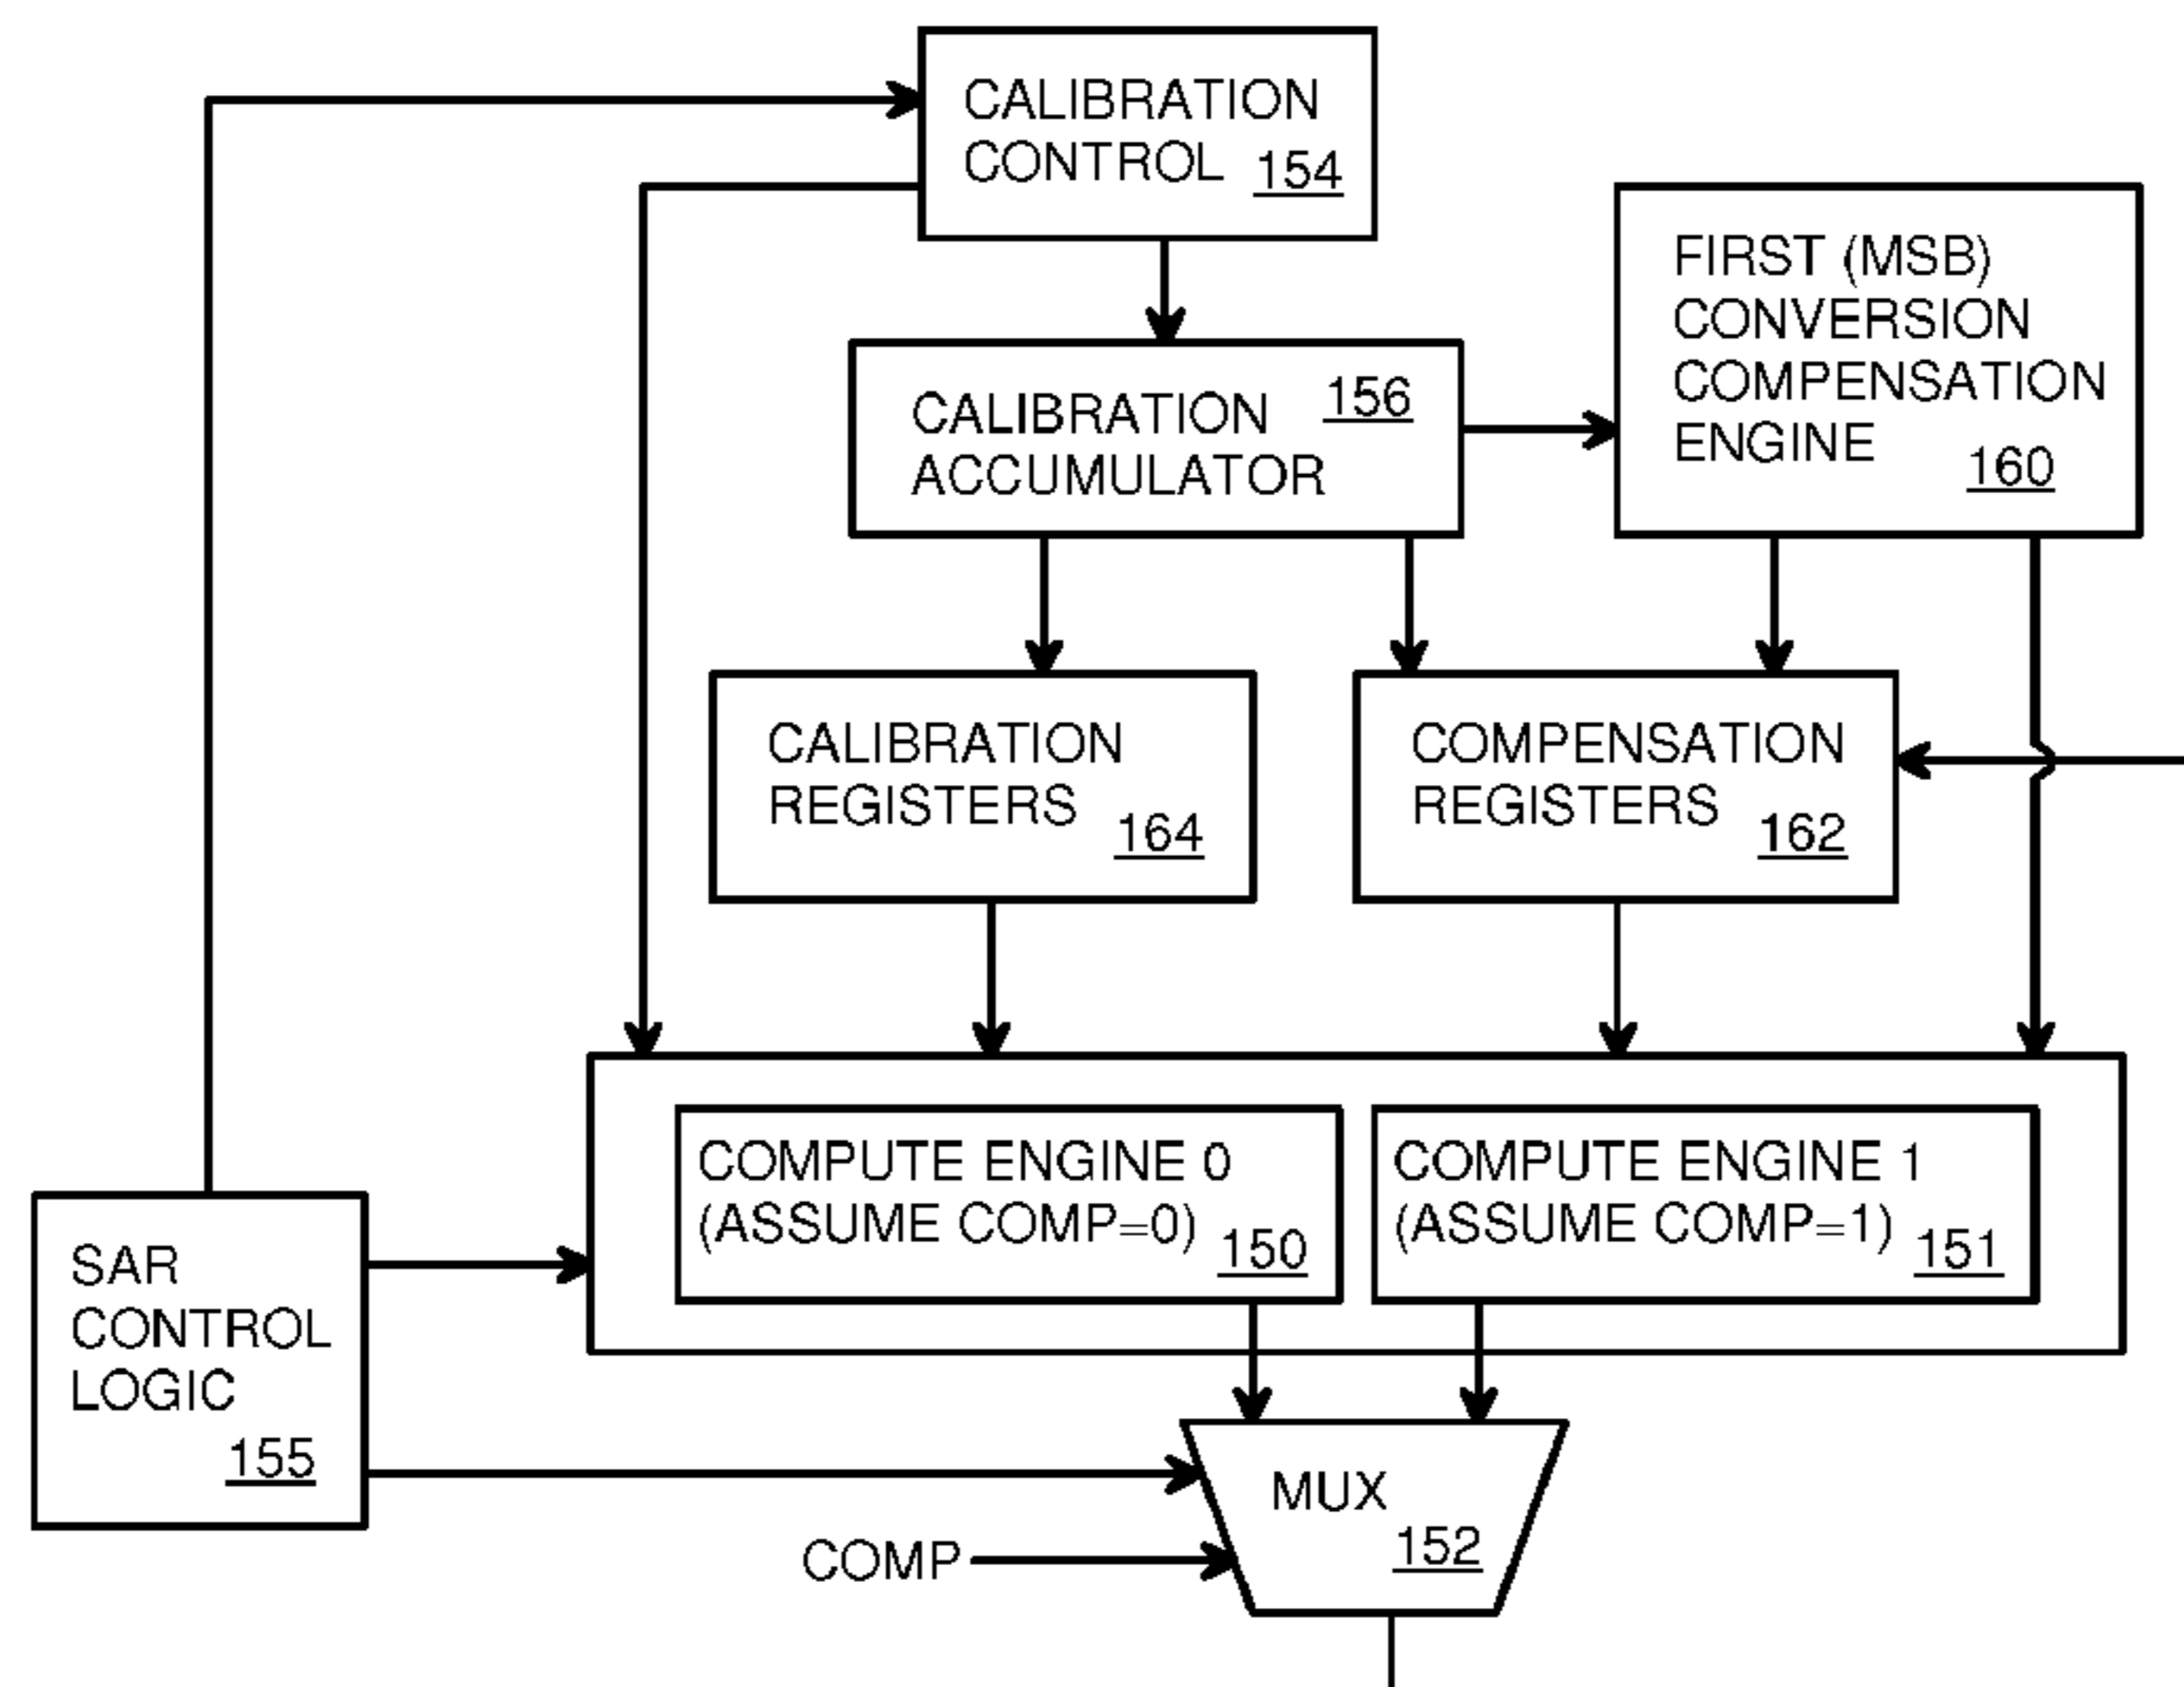 CALIBRATION
CONTROL 154
FIRST (MSB)
CONVERSION
COMPENSATION
ENGINE 160
CALIBRATION 156
ACCUMULATOR
CALIBRATION
REGISTERS 164
COMPENSATION
REGISTERS 162
COMPUTE ENGINE 0
(ASSUME COMP=0) 150
COMPUTE ENGINE 1
(ASSUME COMP=1) 151
SAR
CONTROL
LOGIC
155
MUX
152
COMP